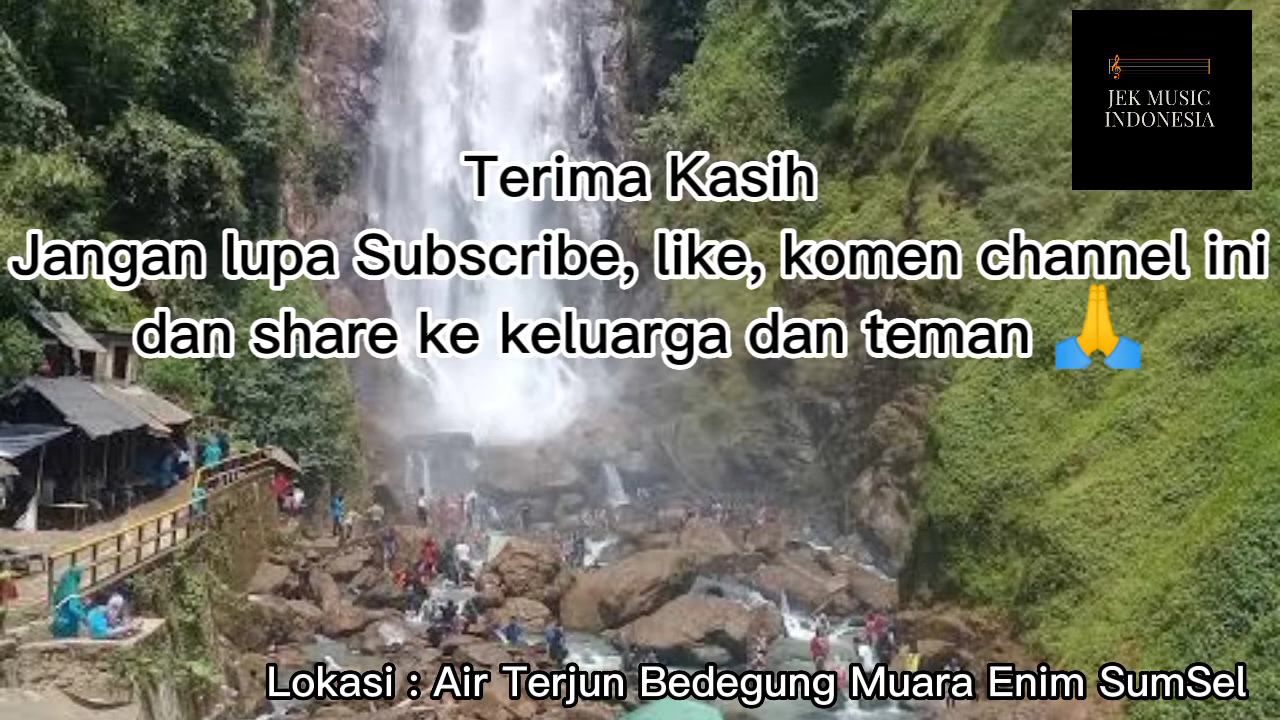 JEK MUSIC
INDONESIA
Terima Kasih
Jangan lupa Subscribe, like, komen channel ini
dan share ke keluarga dan teman 🙏
Lokasi : Air Terjun Bedegung Muara Enim SumSel